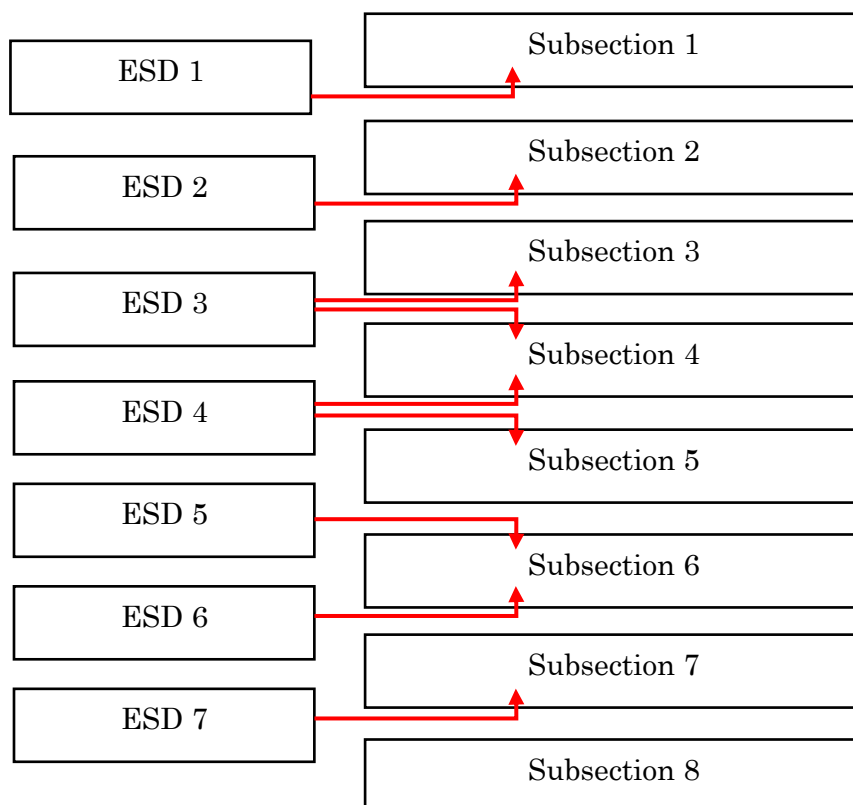 Subsection 1
ESD 1
Subsection 2
ESD 2
Subsection 3
ESD 3
Subsection 4
ESD 4
Subsection 5
ESD 5
Subsection 6
ESD 6
Subsection 7
ESD 7
Subsection 8